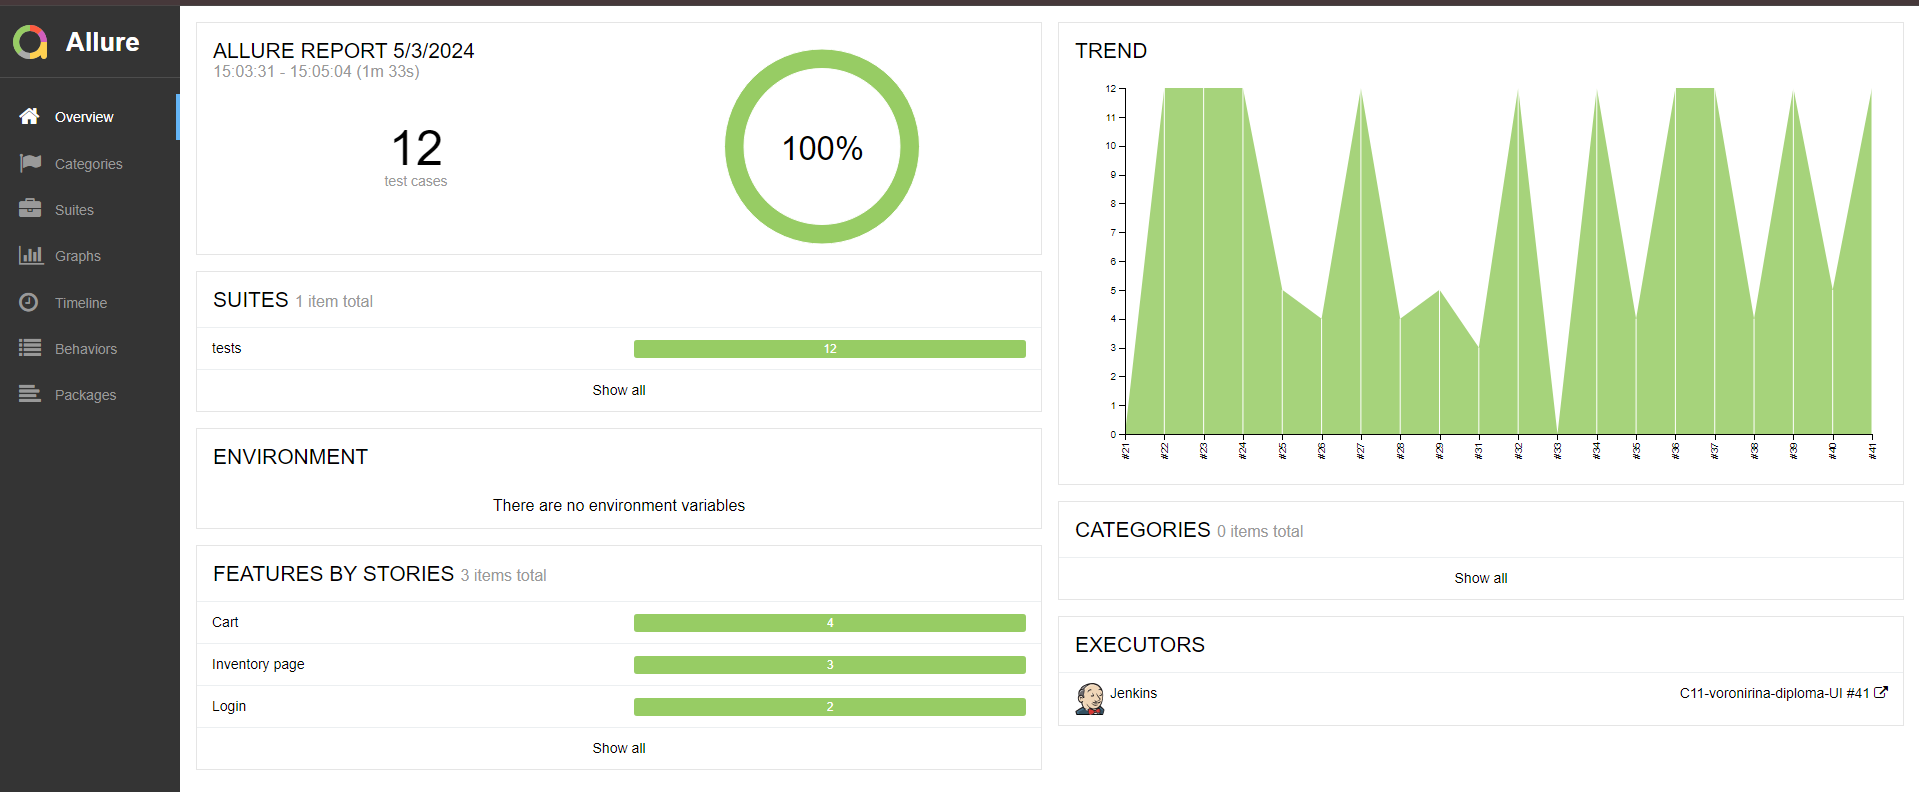 Allure
Overview
Categories
Suites
Graphs
Timeline
Behaviors
Packages
ALLURE REPORT 5/3/2024
15:03:31 - 15:05:04 (1m 33s)
12
test cases
100%
SUITES 1 item total
tests 12
Show all
ENVIRONMENT
There are no environment variables
FEATURES BY STORIES 3 items total
Cart 4
Inventory page 3
Login 2
Show all
TREND
12
11
10
9
8
7
6
5
4
3
2
1
0
#21 #22 #23 #24 #25 #26 #27 #28 #29 #31 #32 #33 #34 #35 #36 #37 #38 #39 #40 #41
CATEGORIES 0 items total
Show all
EXECUTORS
Jenkins C11-voronirina-diploma-UI #41